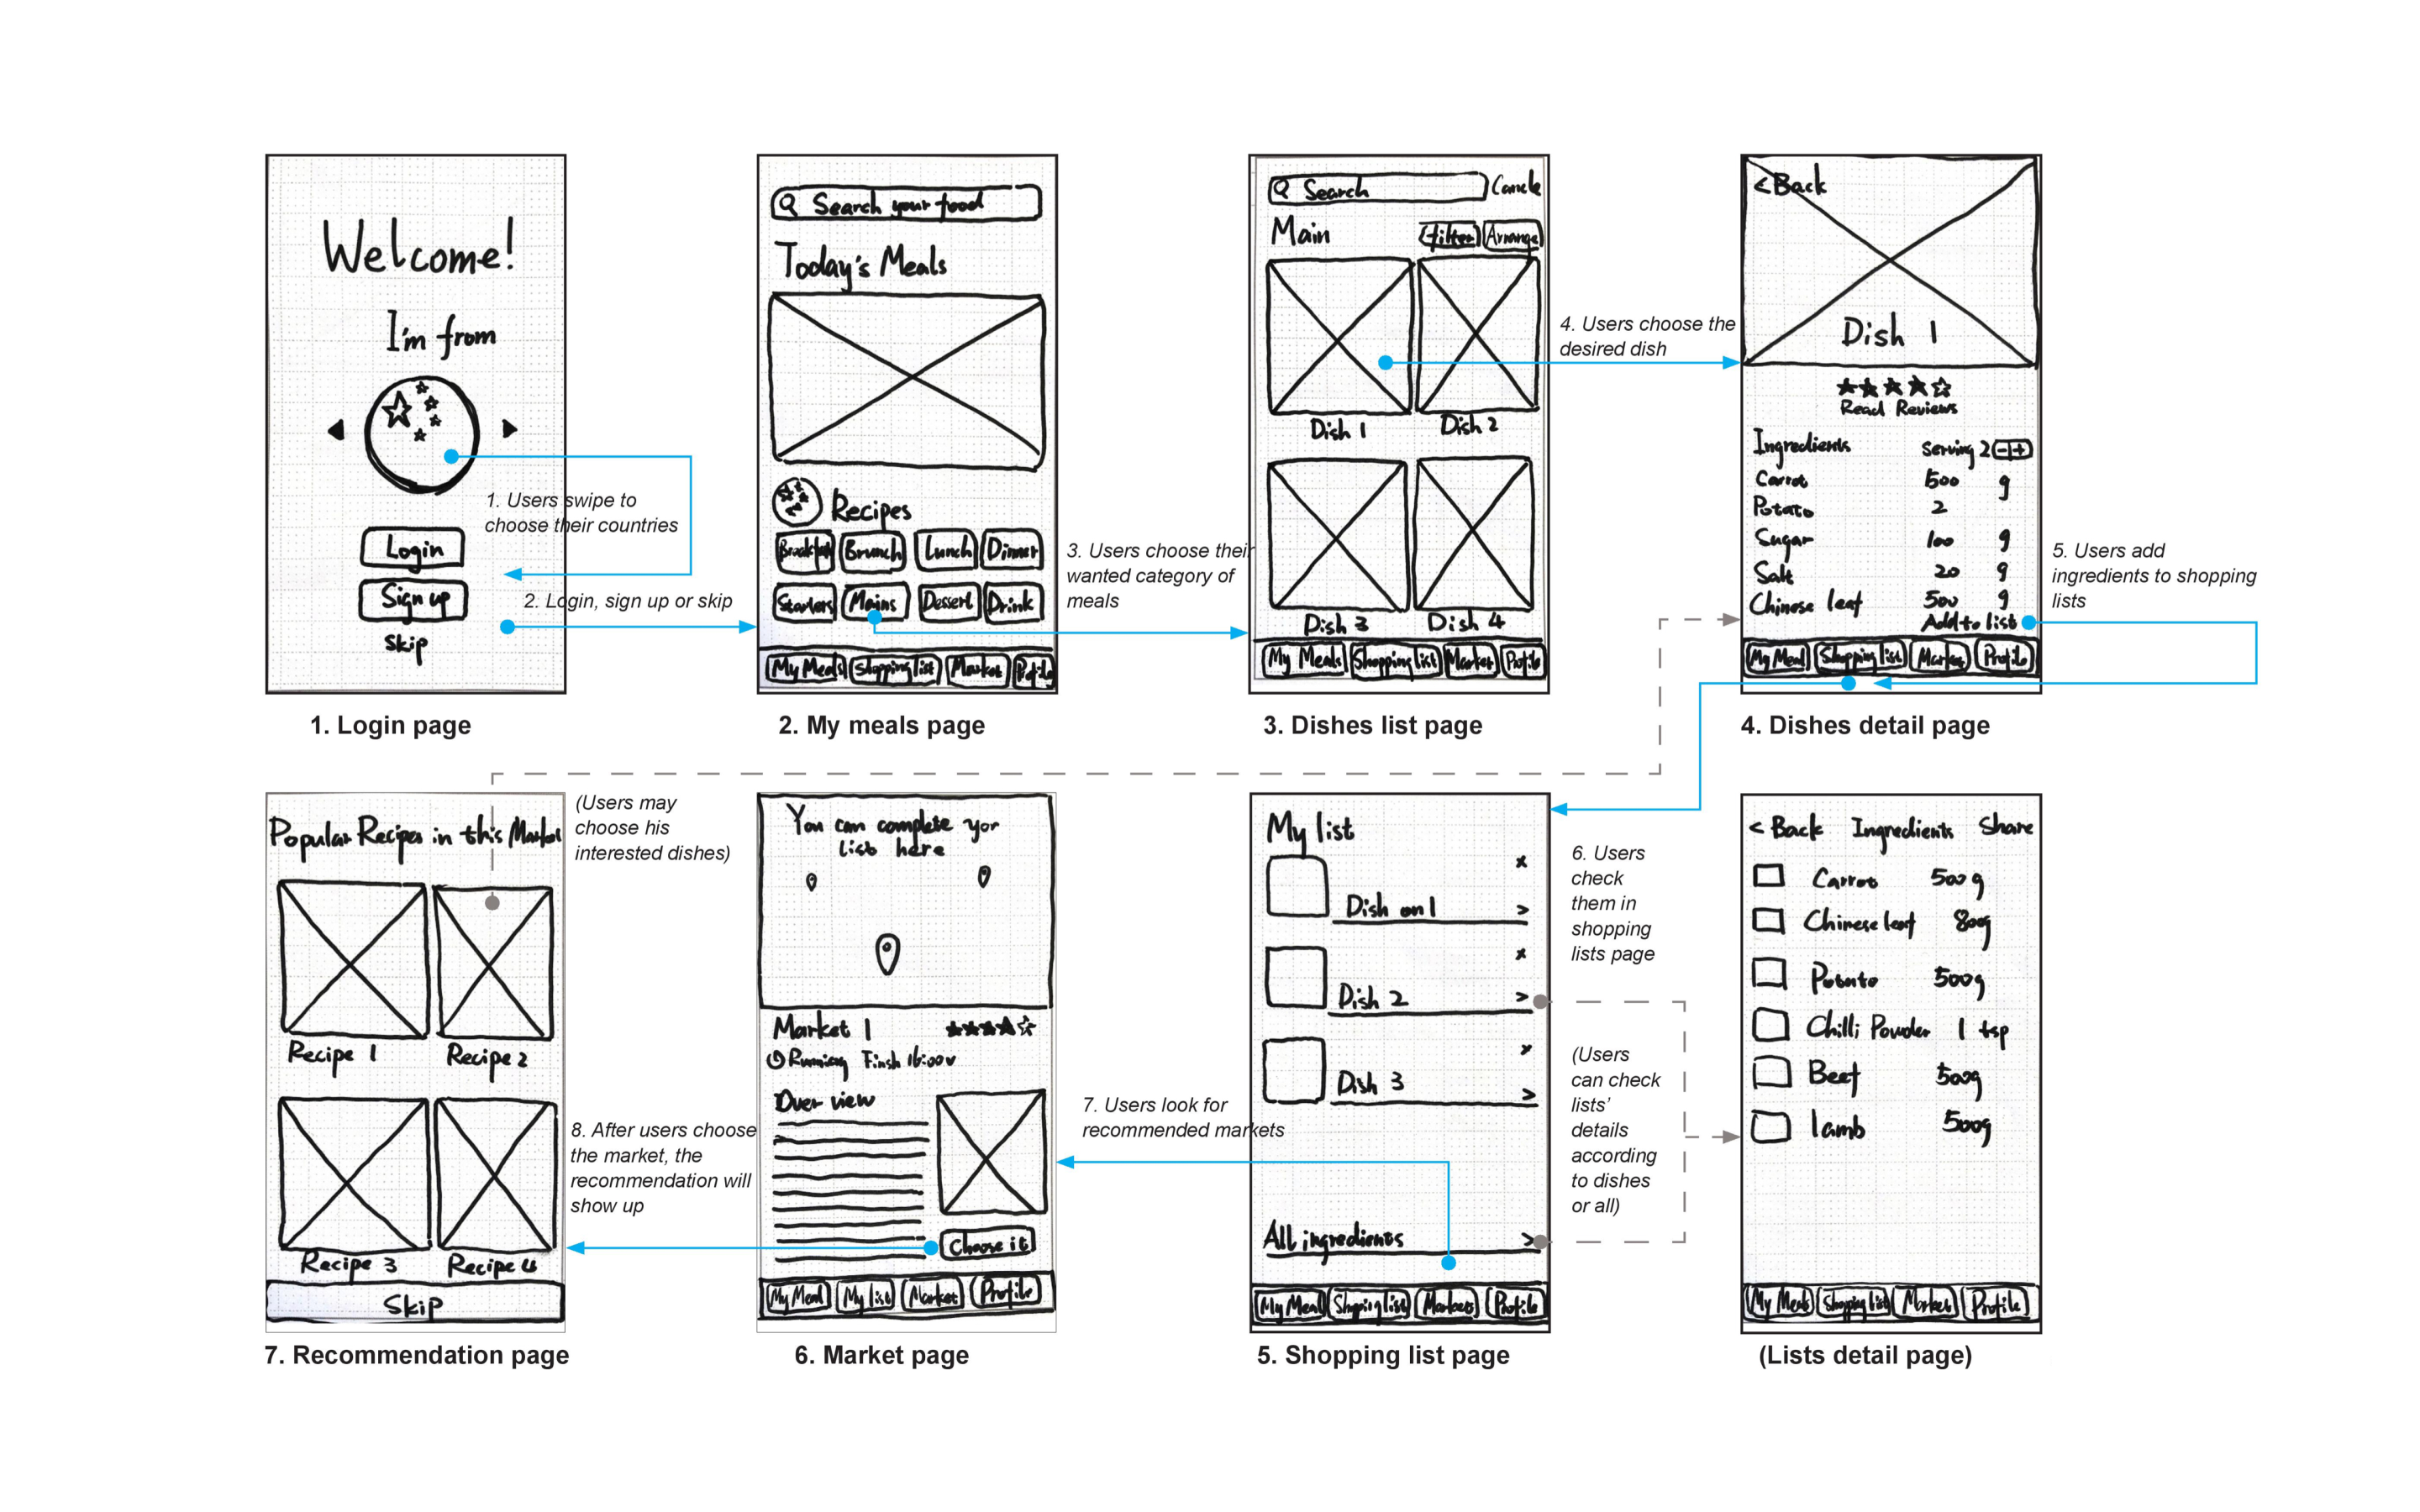 Welcome!
I'm from
Login
Sign up
Skip
1. Users swipe to
choose their countries
2. Login, sign up or skip
1. Login page
Search your food
Today's Meals
Recipes
Breakfast Brunch Lunch Dinner
Starters Mains Dessert Drink
My Meals Shopping list Market Profile
2. My meals page
3. Users choose their
wanted category of
meals
Search Cancle
Main Filter Arrange
Dish 1 Dish 2
Dish 3 Dish 4
My Meals Shopping list Market Profile
3. Dishes list page
4. Users choose the
desired dish
< Back
Dish 1
Read Reviews
Ingredients Serving 2 - +
Carrot 500 g
Potato 2
Sugar 100 g
Salt 20 g
Chinese leaf 500 g
Add to list
My Meal Shopping list Market Profile
4. Dishes detail page
5. Users add
ingredients to shopping
lists
Popular Recipes in this Market
Recipe 1 Recipe 2
Recipe 3 Recipe 4
Skip
7. Recommendation page
(Users may
choose his
interested dishes)
8. After users choose
the market, the
recommendation will
show up
You can complete yor
list here
Market 1
Running Finsh 16:00
Over view
Choose it
My Meal My list Market Profile
6. Market page
7. Users look for
recommended markets
My list
x
Dish on 1 >
x
Dish 2 >
x
Dish 3 >
All ingredients >
My Meal Shoping list Markets Profile
5. Shopping list page
6. Users
check
them in
shopping
lists page
(Users
can check
lists'
details
according
to dishes
or all)
< Back Ingredients Share
Carrot 500g
Chinese leaf 800g
Potato 500g
Chilli Powder 1 tsp
Beef 500g
lamb 500g
My Meals Shopping list Market Profile
(Lists detail page)